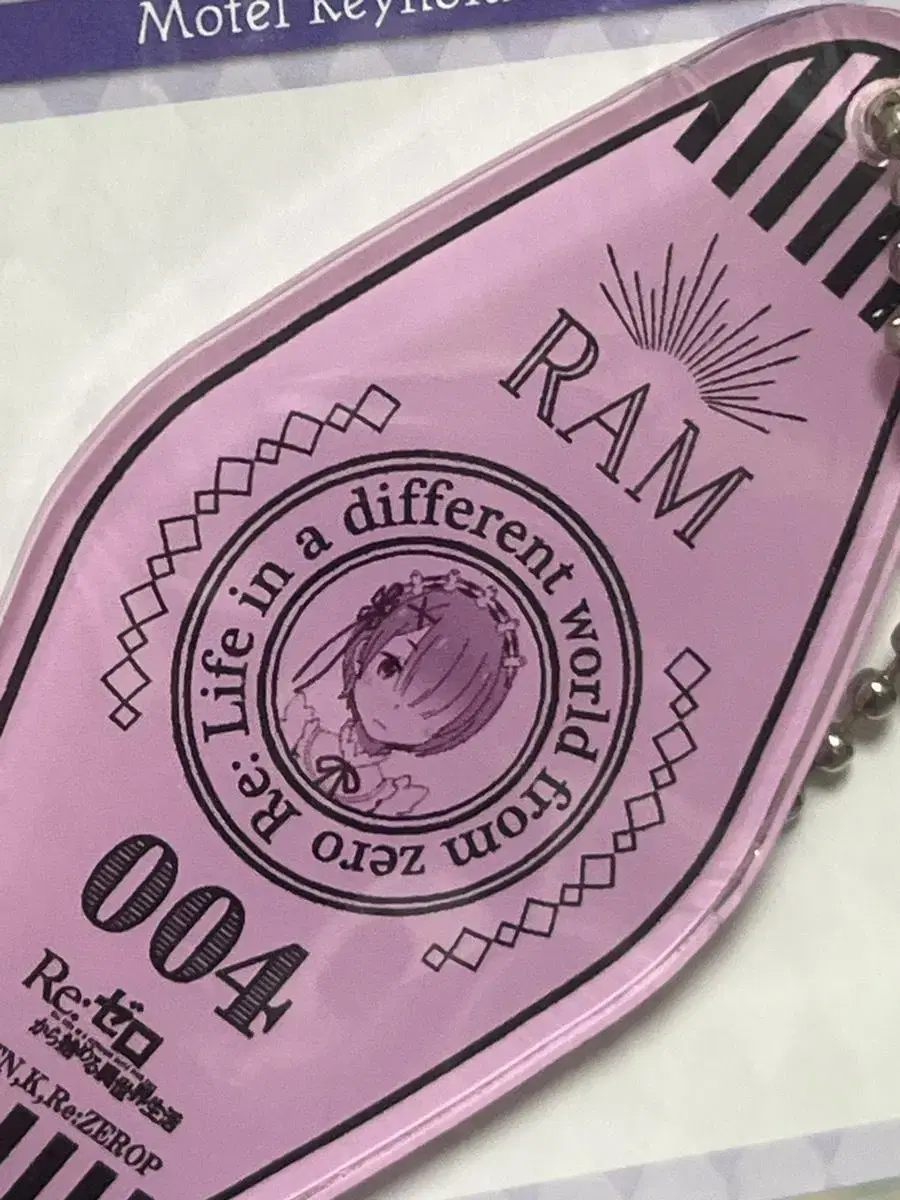 Motel Keyhol
RAM
Re: Life in a different world from zero
004
Re:ゼロ
から始める異世界生活
N,K,Re:ZEROP